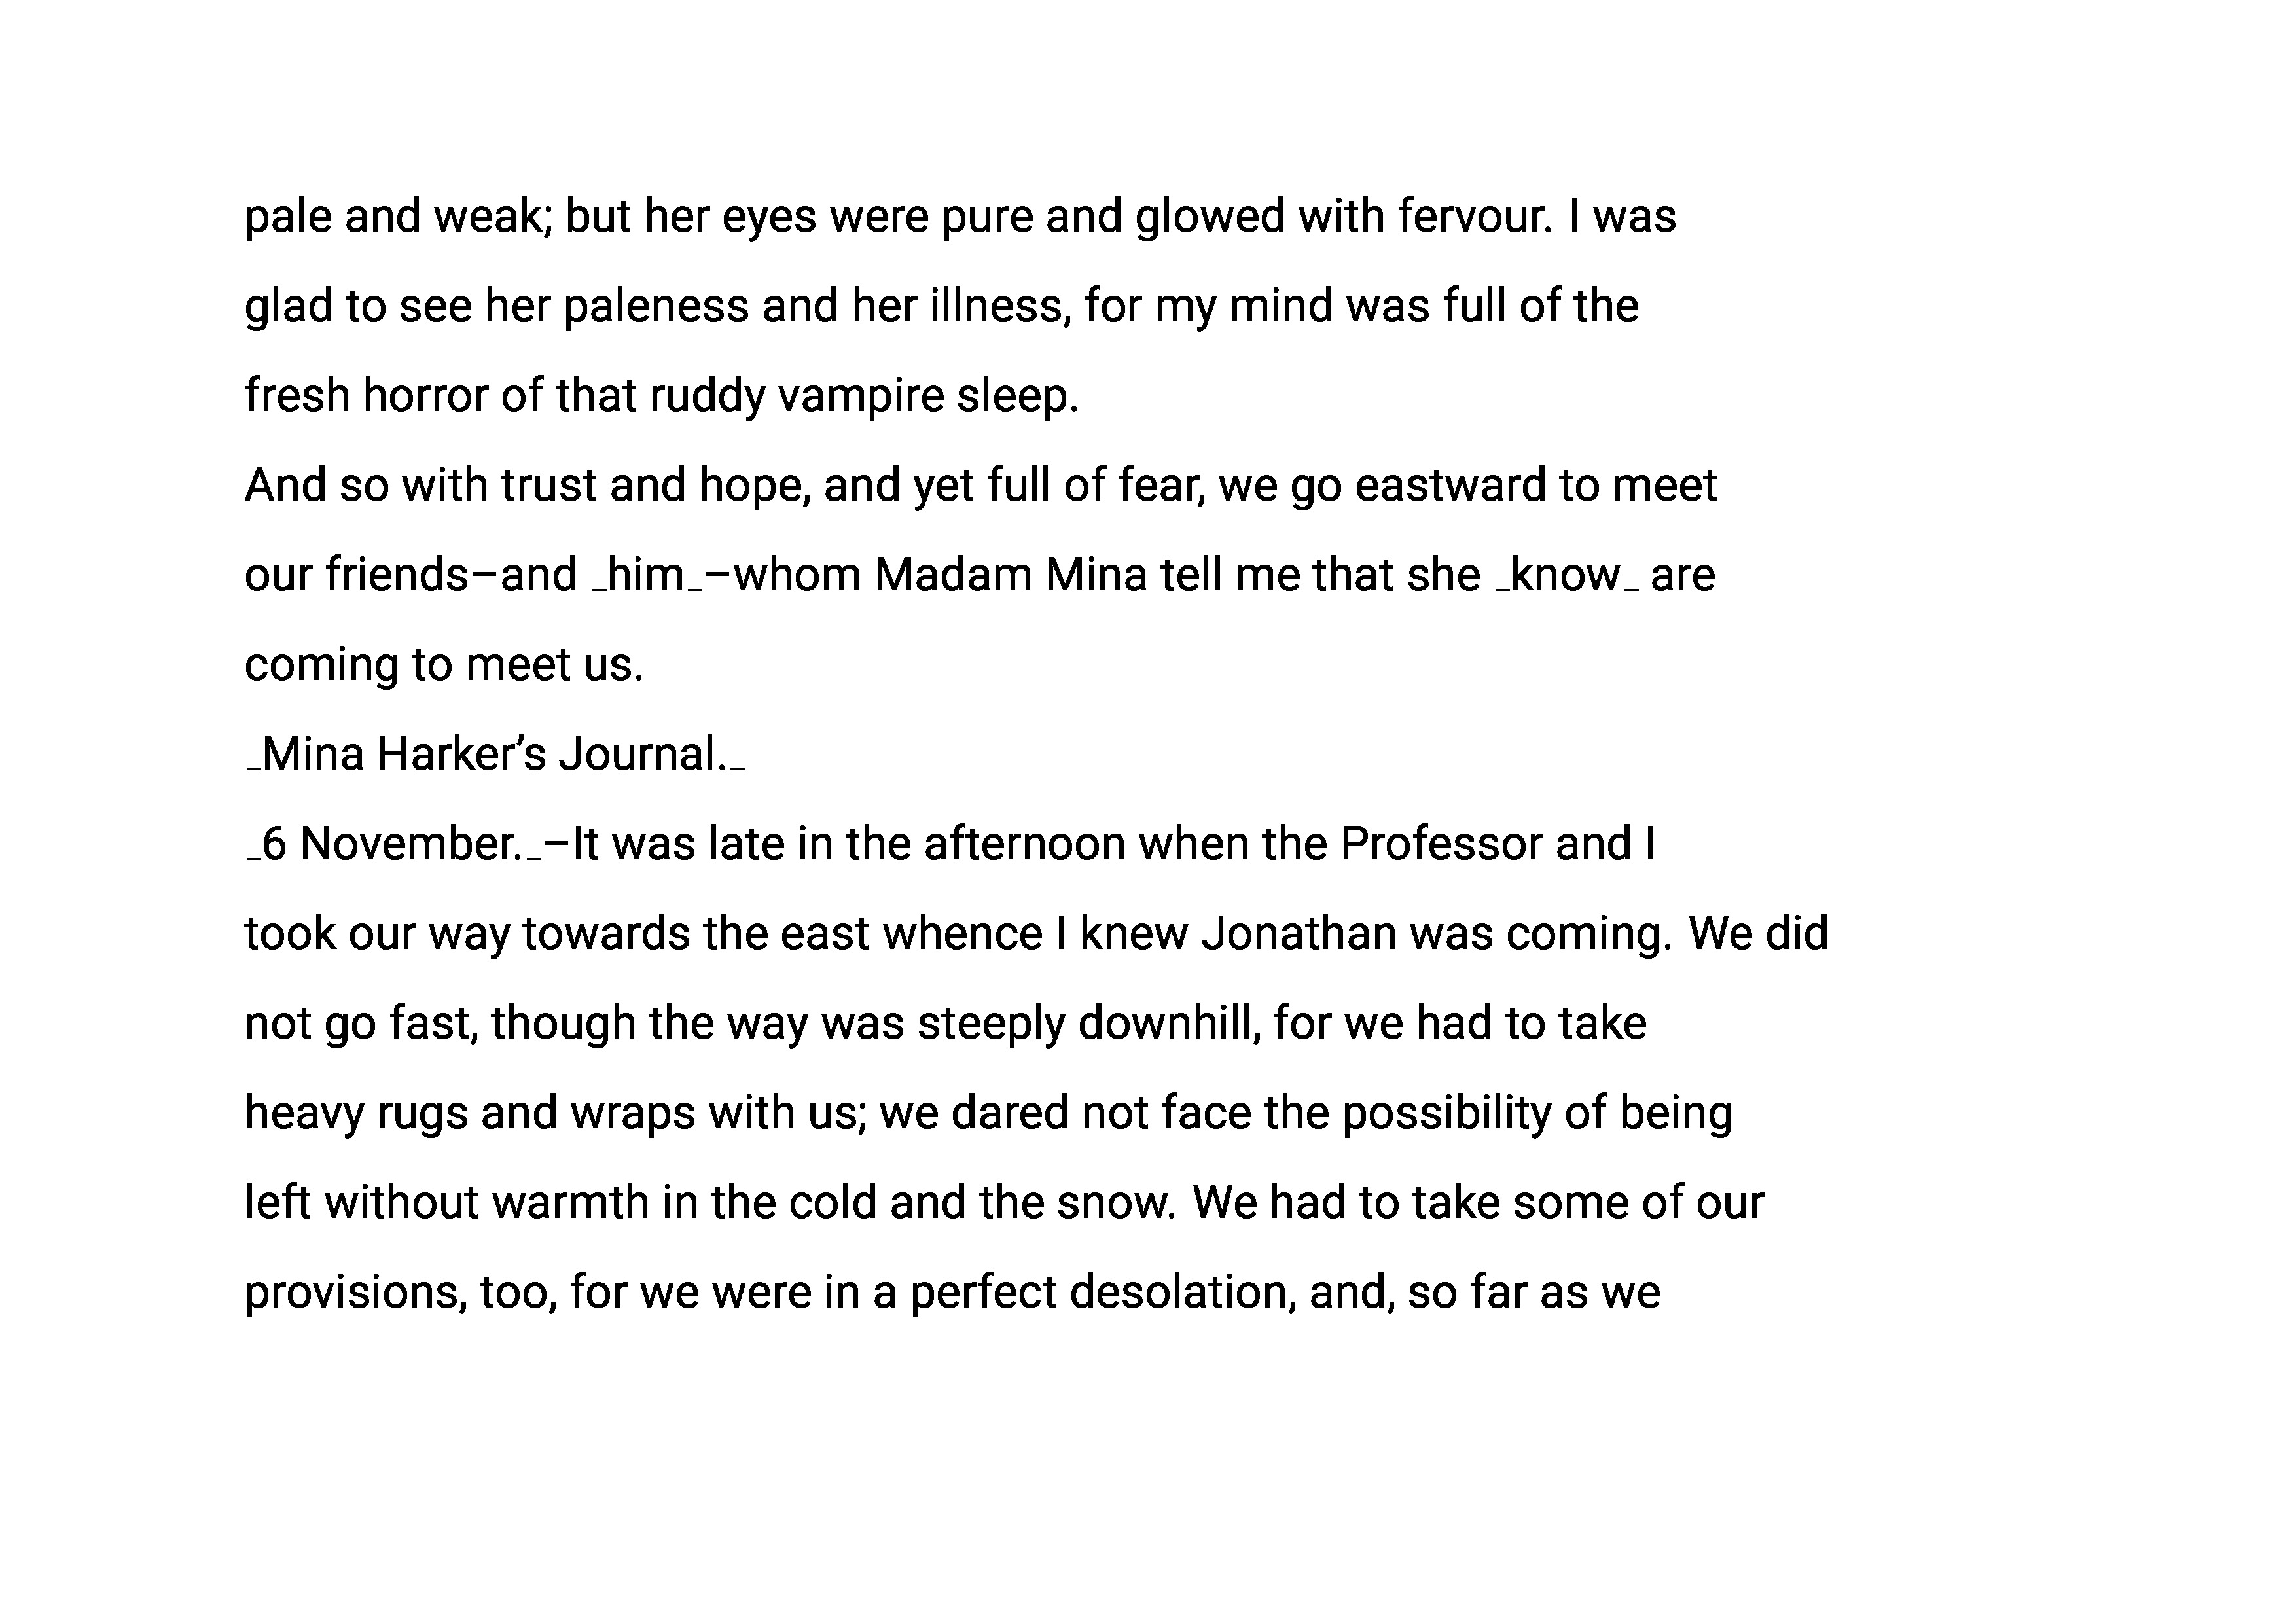 pale and weak; but her eyes were pure and glowed with fervour. I was
glad to see her paleness and her illness, for my mind was full of the
fresh horror of that ruddy vampire sleep.
And so with trust and hope, and yet full of fear, we go eastward to meet
our friends–and _him_–whom Madam Mina tell me that she _know_ are
coming to meet us.
_Mina Harker’s Journal._
_6 November._–It was late in the afternoon when the Professor and I
took our way towards the east whence I knew Jonathan was coming. We did
not go fast, though the way was steeply downhill, for we had to take
heavy rugs and wraps with us; we dared not face the possibility of being
left without warmth in the cold and the snow. We had to take some of our
provisions, too, for we were in a perfect desolation, and, so far as we